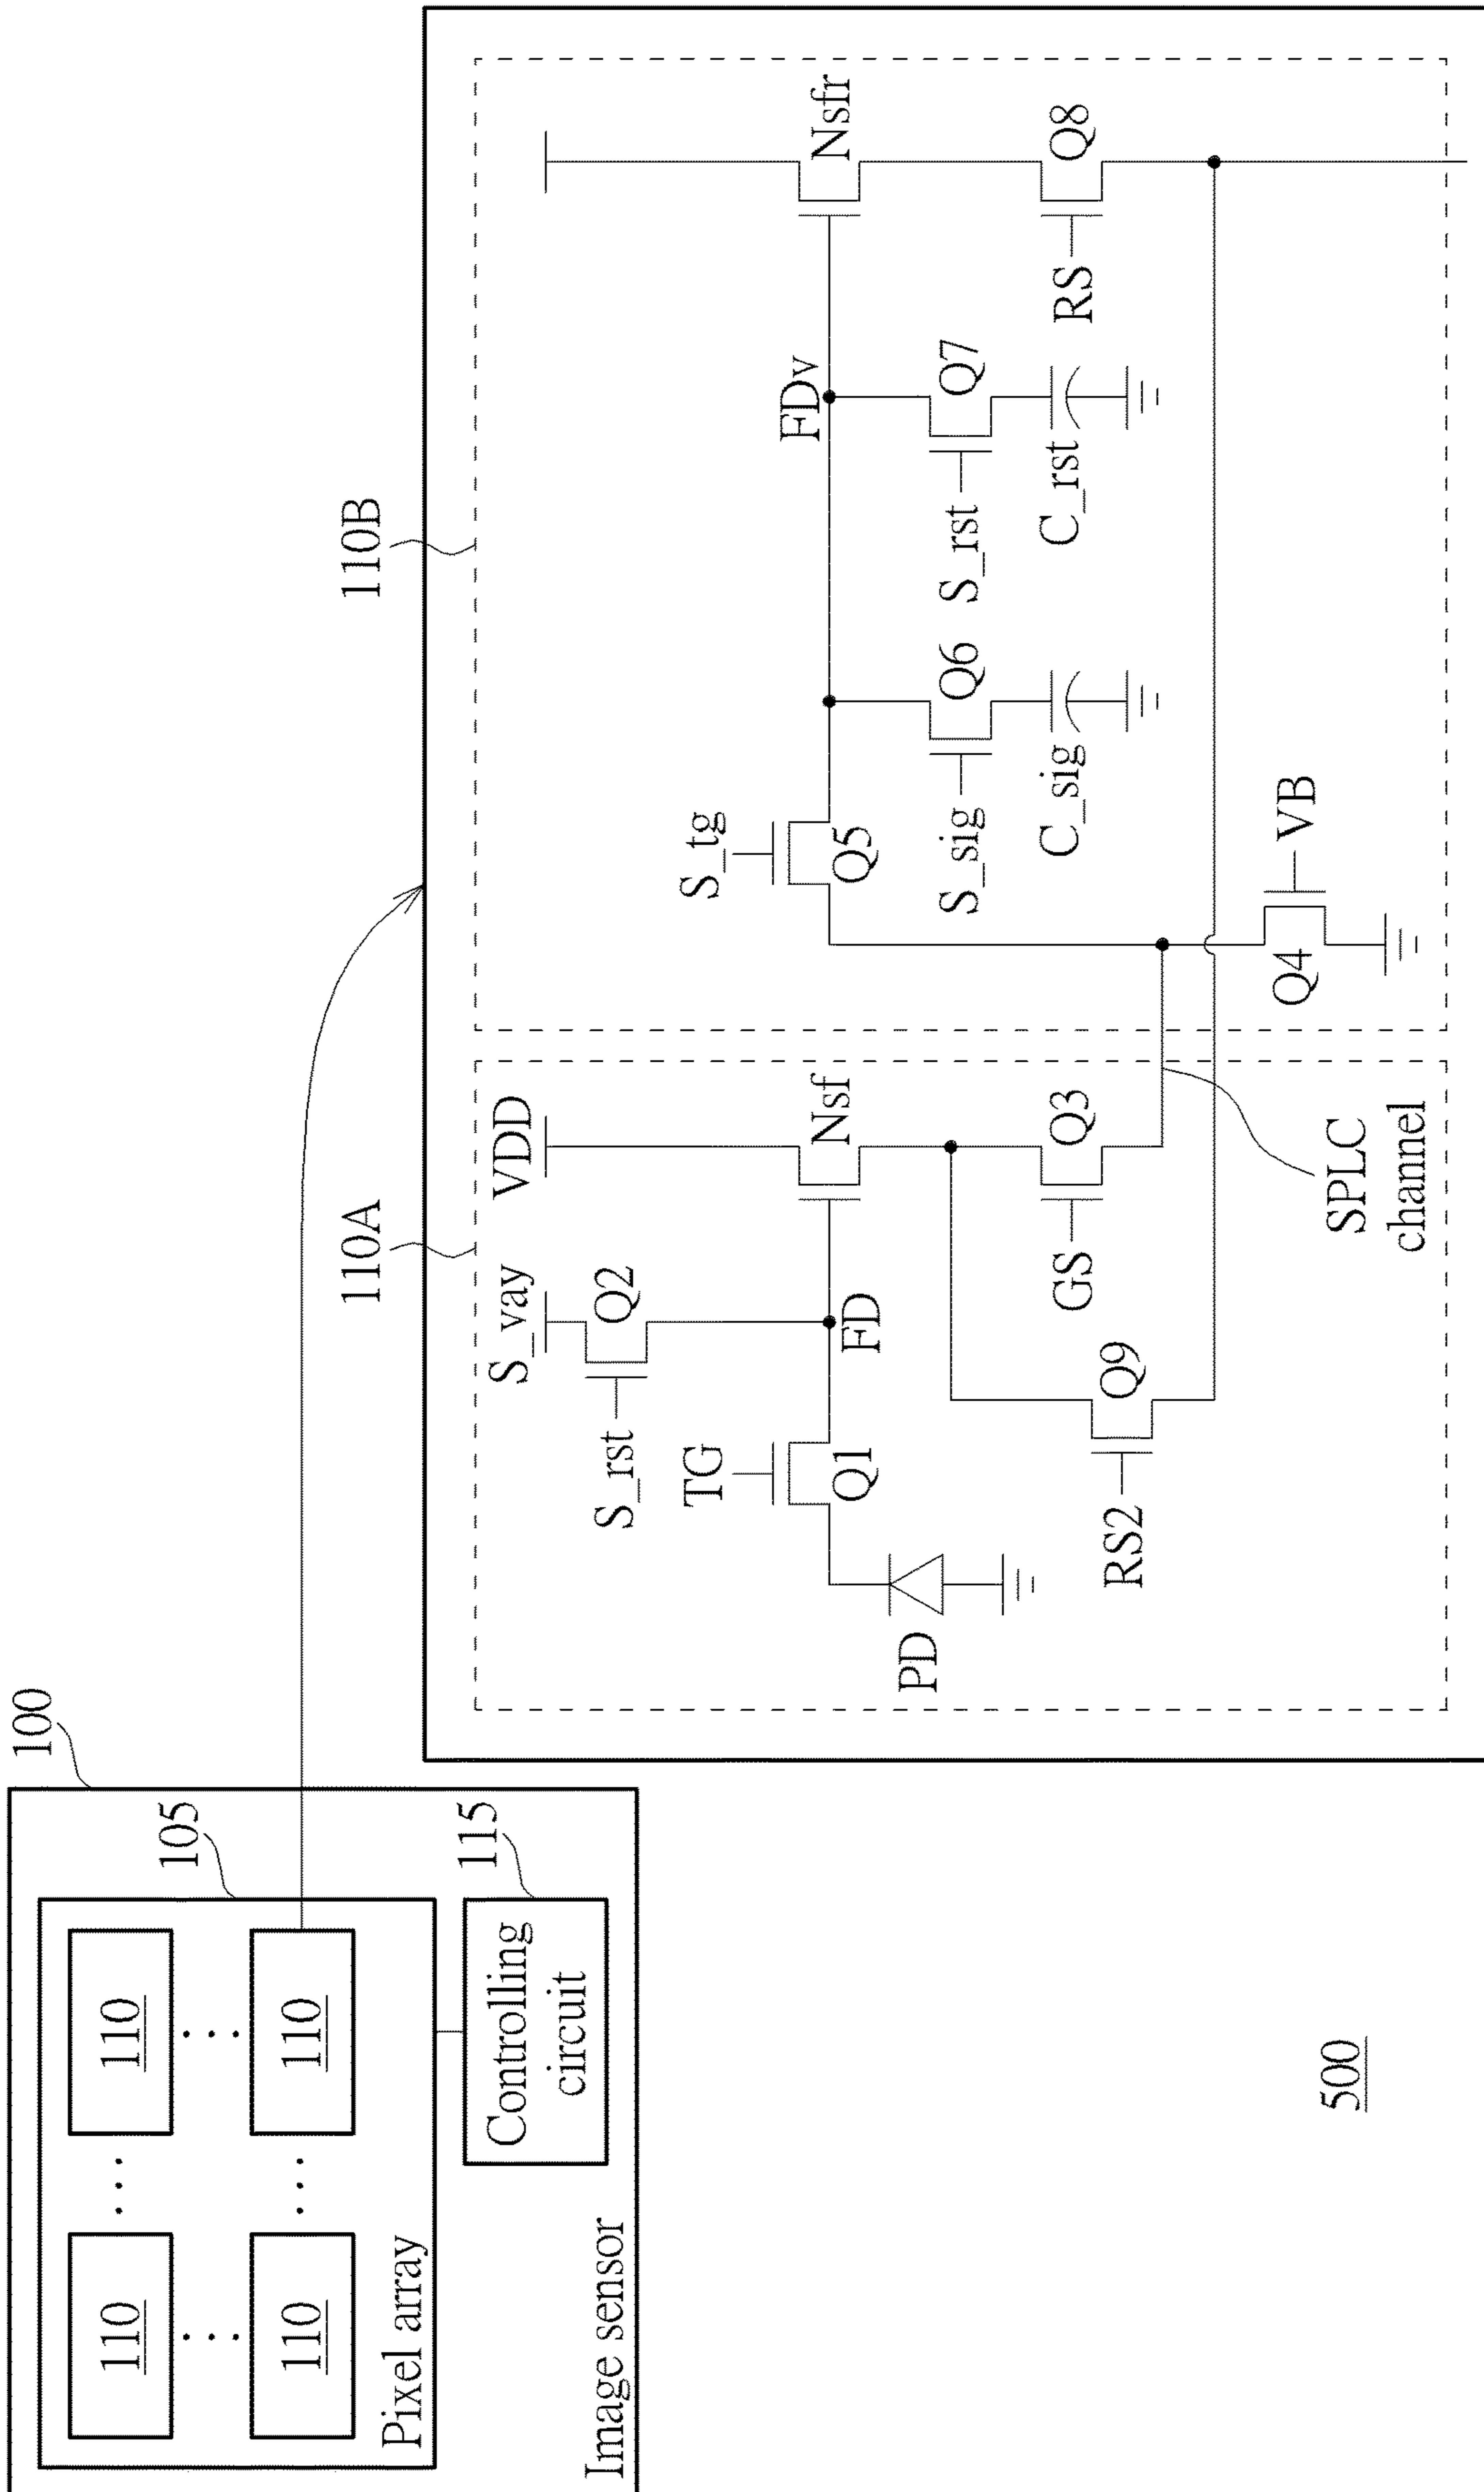 100
105
110
110
110
110
Pixel array
115
Controlling
circuit
Image sensor
110A
S_vay
VDD
S_rst
Q2
TG
Q1
FD
Nsf
PD
GS
Q3
RS2
Q9
SPLC
channel
110B
S_tg
Q5
FDv
Nsfr
S_sig
Q6
S_rst
Q7
C_sig
C_rst
RS
Q8
Q4
VB
500